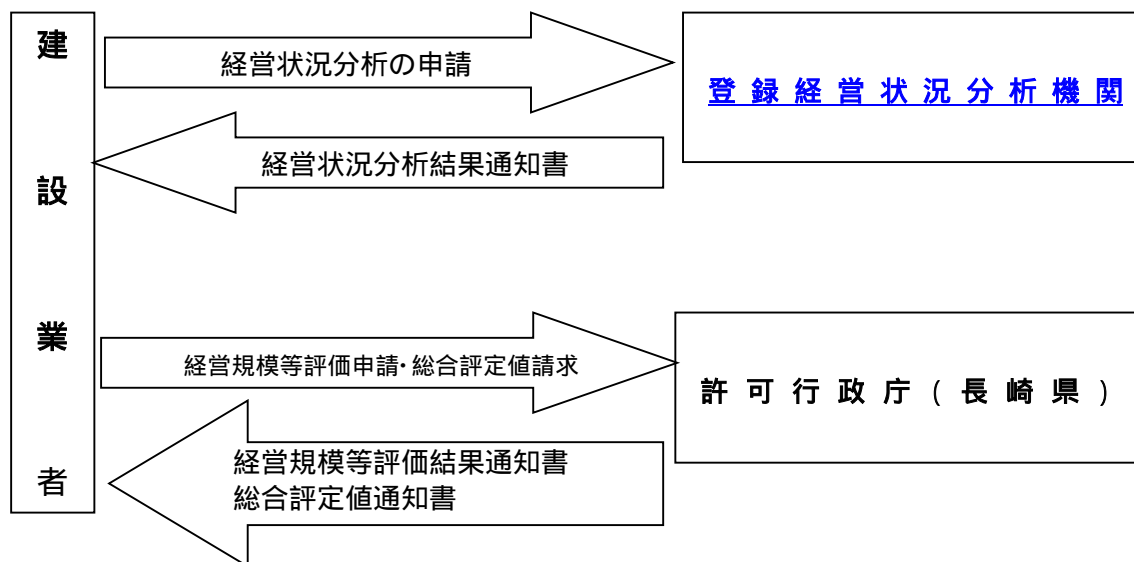 建設業者
経営状況分析の申請
登録経営状況分析機関
経営状況分析結果通知書
経営規模等評価申請・総合評定値請求
許可行政庁(長崎県)
経営規模等評価結果通知書
総合評定値通知書